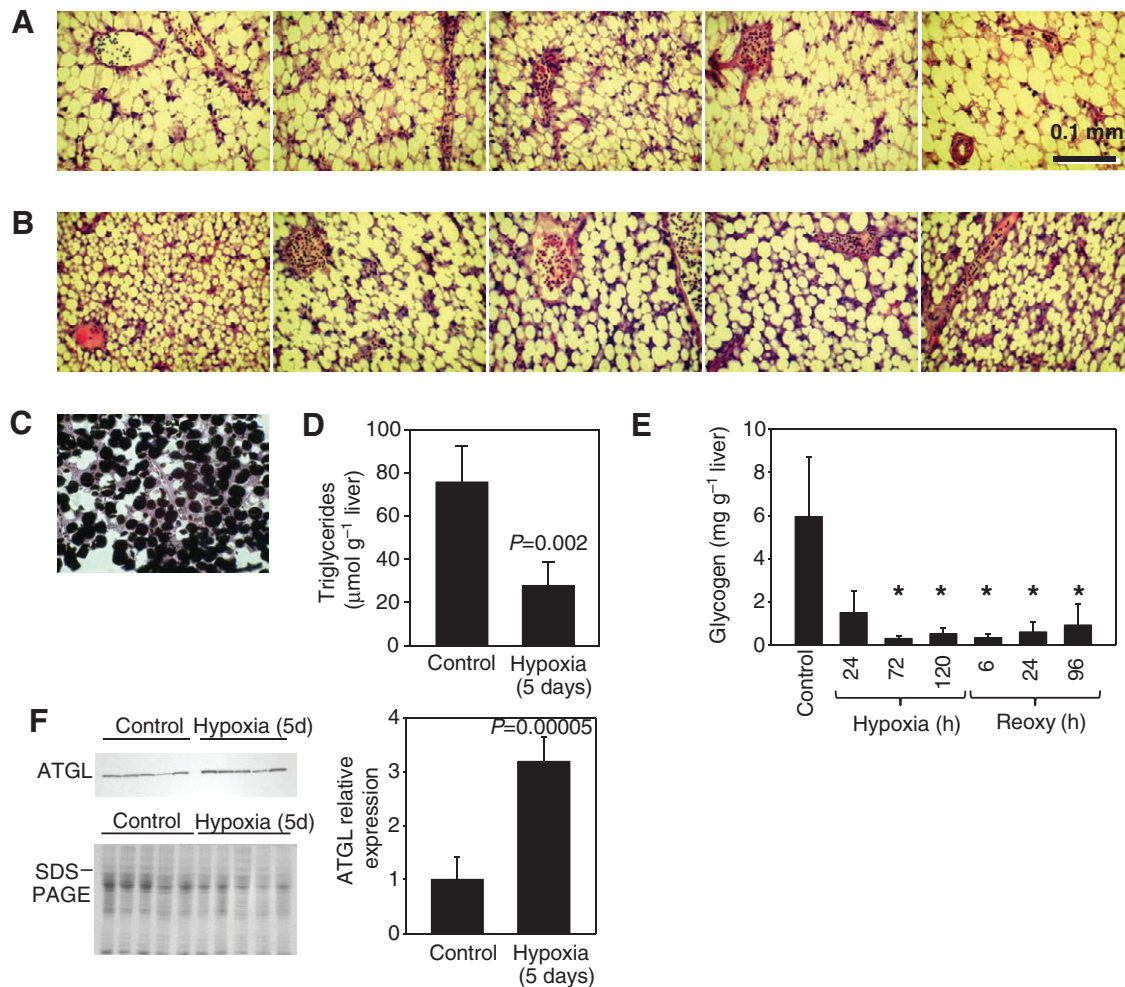 A
0.1 mm
B
C
D
100
80
60
40
20
0
Triglycerides
(μmol g⁻¹ liver)
P=0.002
Control
Hypoxia
(5 days)
E
10
8
6
4
2
0
Glycogen (mg g⁻¹ liver)
* * * * *
Control
24
72
120
6
24
96
Hypoxia (h)
Reoxy (h)
F
Control Hypoxia (5d)
ATGL
Control Hypoxia (5d)
SDS–
PAGE
4
3
2
1
0
ATGL relative
expression
P=0.00005
Control
Hypoxia
(5 days)